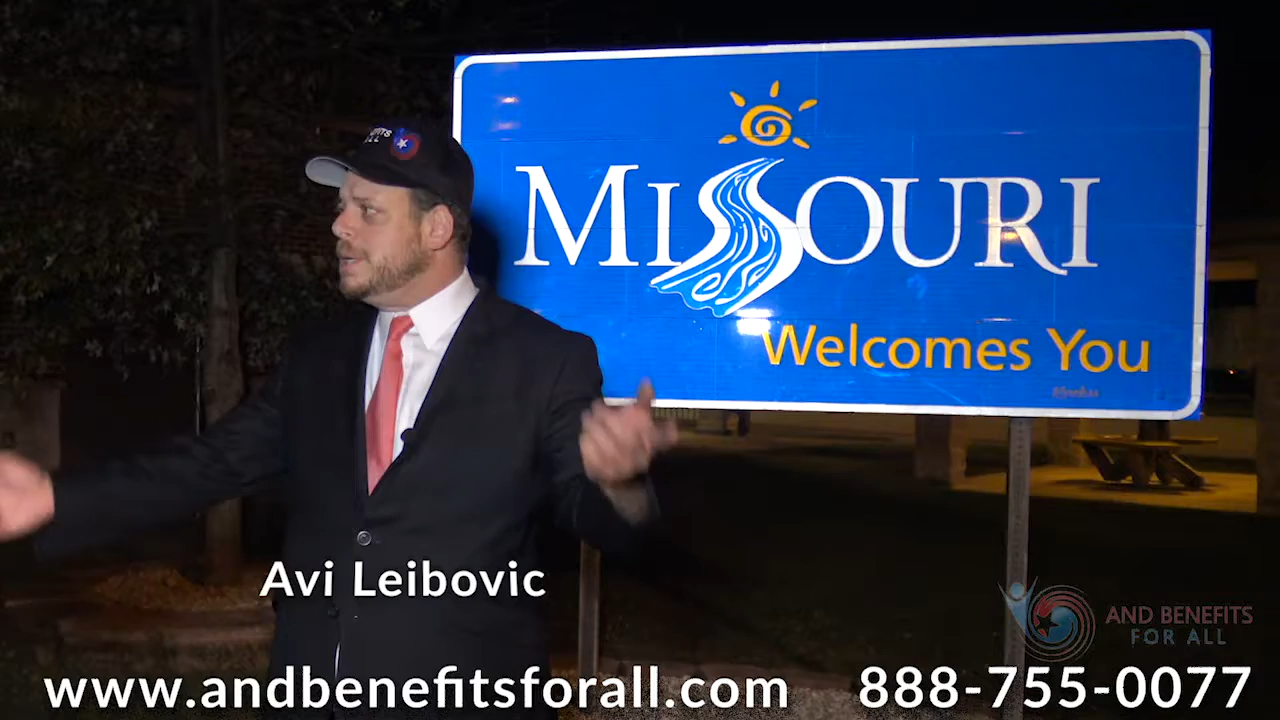 MISSOURI
Welcomes You
Avi Leibovic
AND BENEFITS
FOR ALL
www.andbenefitsforall.com
888-755-0077